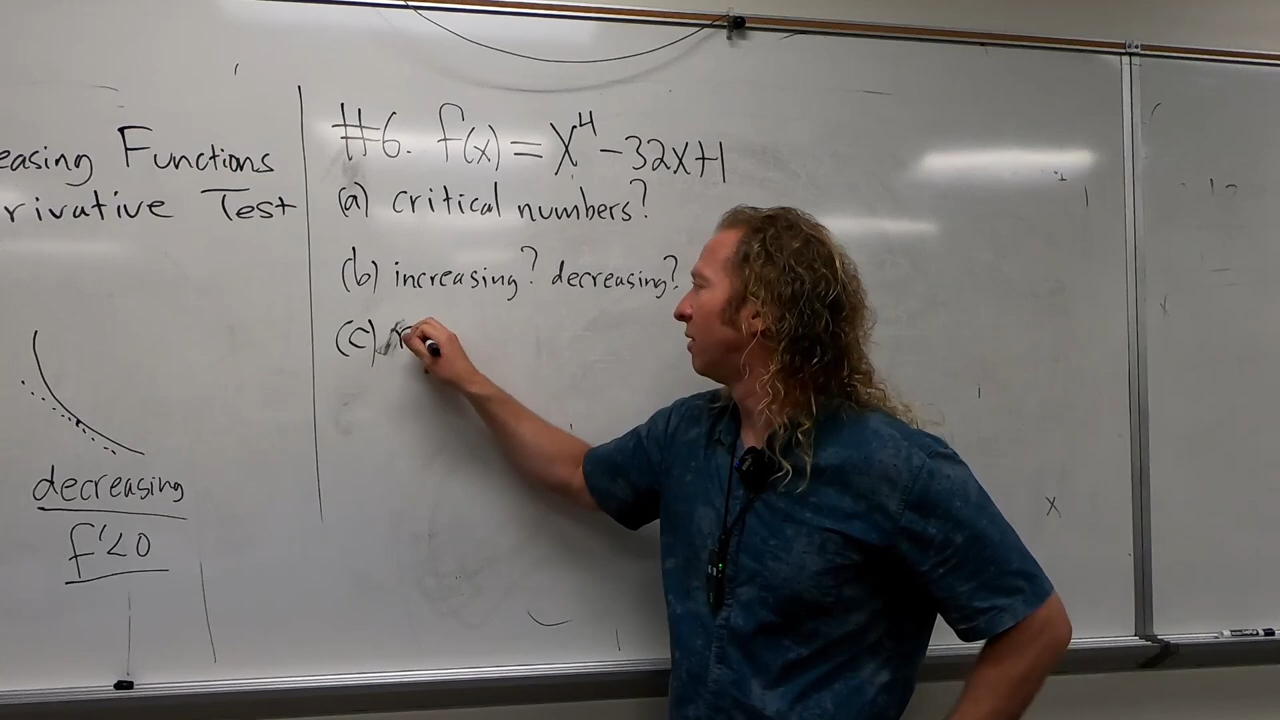 easing Functions
rivative Test
decreasing
f'<0
#6. f(x) = x⁴ - 32x+1
(a) critical numbers?
(b) increasing? decreasing?
(c)